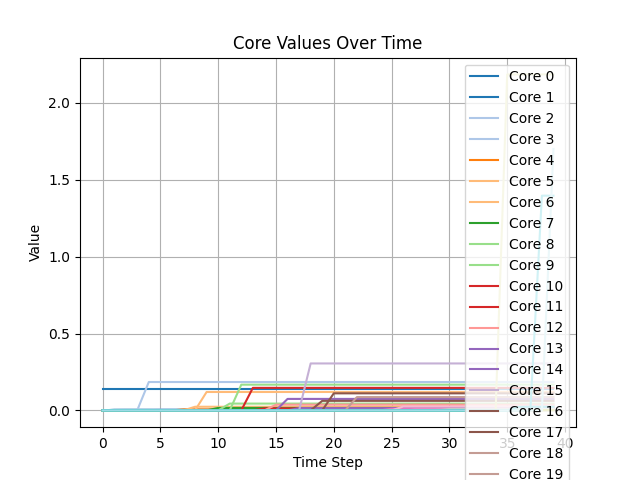 Core Values Over Time
2.0
1.5
1.0
0.5
0.0
Value
0 5 10 15 20 25 30 35 40
Time Step
Core 0
Core 1
Core 2
Core 3
Core 4
Core 5
Core 6
Core 7
Core 8
Core 9
Core 10
Core 11
Core 12
Core 13
Core 14
Core 15
Core 16
Core 17
Core 18
Core 19